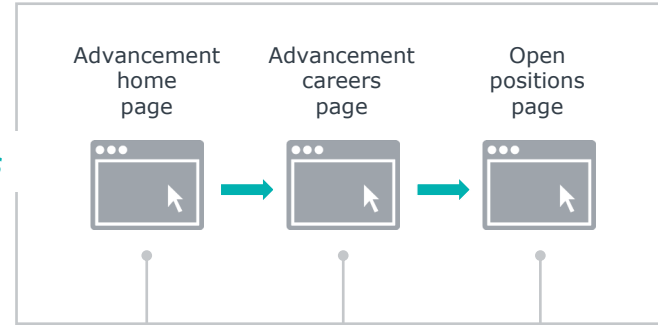 Advancement
home
page
Advancement
careers
page
Open
positions
page